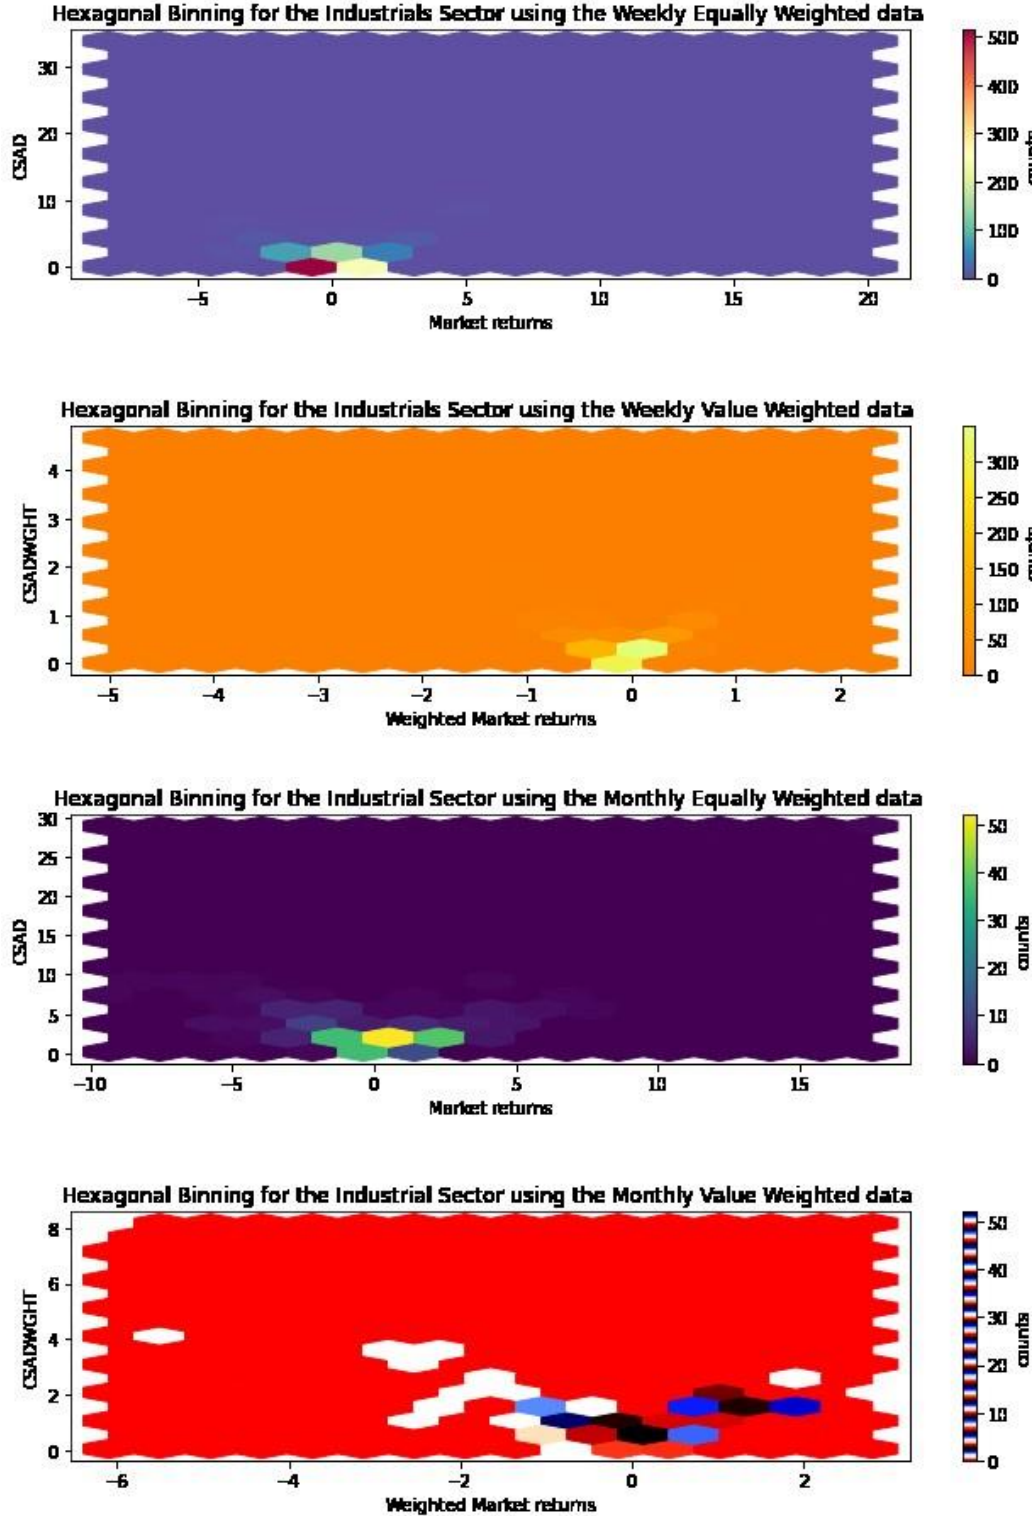 Hexagonal Binning for the Industrials Sector using the Weekly Equally Weighted data
30
20
10
0
CSAD
−5 0 5 10 15 20
Market returns
500
400
300
200
100
0
counts
Hexagonal Binning for the Industrials Sector using the Weekly Value Weighted data
4
3
2
1
0
CSADWGHT
−5 −4 −3 −2 −1 0 1 2
Weighted Market returns
300
250
200
150
100
50
0
counts
Hexagonal Binning for the Industrial Sector using the Monthly Equally Weighted data
30
25
20
15
10
5
0
CSAD
−10 −5 0 5 10 15
Market returns
50
40
30
20
10
0
counts
Hexagonal Binning for the Industrial Sector using the Monthly Value Weighted data
8
6
4
2
0
CSADWGHT
−6 −4 −2 0 2
Weighted Market returns
50
40
30
20
10
0
counts